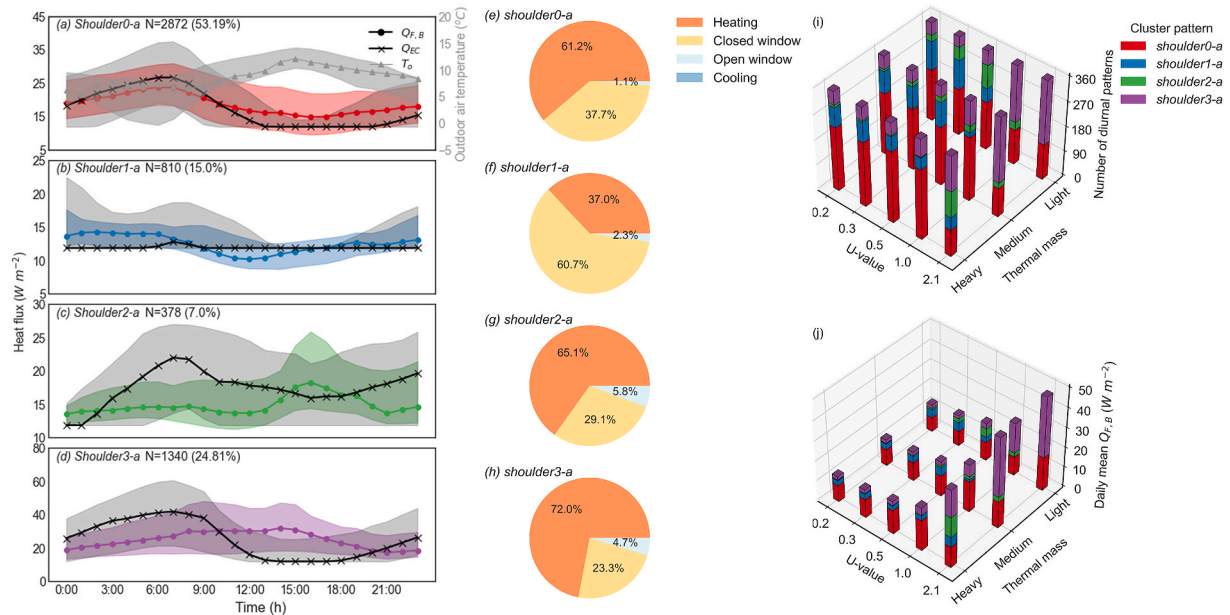 (a) Shoulder0-a N=2872 (53.19%)
Q_{F, B}
Q_{EC}
T_o
45
35
25
15
5
20
15
10
5
0
−5
Outdoor air temperature (°C)
(b) Shoulder1-a N=810 (15.0%)
25
20
15
10
5
(c) Shoulder2-a N=378 (7.0%)
30
25
20
15
10
(d) Shoulder3-a N=1340 (24.81%)
80
60
40
20
0
Heat flux (W m⁻²)
0:00 3:00 6:00 9:00 12:00 15:00 18:00 21:00
Time (h)
(e) shoulder0-a
61.2%
1.1%
37.7%
Heating
Closed window
Open window
Cooling
(f) shoulder1-a
37.0%
2.3%
60.7%
(g) shoulder2-a
65.1%
5.8%
29.1%
(h) shoulder3-a
72.0%
4.7%
23.3%
(i)
360
270
180
90
0
Number of diurnal patterns
0.2 0.3 0.5 1.0 2.1
U-value
Heavy Medium Light
Thermal mass
Cluster pattern
shoulder0-a
shoulder1-a
shoulder2-a
shoulder3-a
(j)
50
40
30
20
10
0
Daily mean Q_{F, B} (W m⁻²)
0.2 0.3 0.5 1.0 2.1
U-value
Heavy Medium Light
Thermal mass